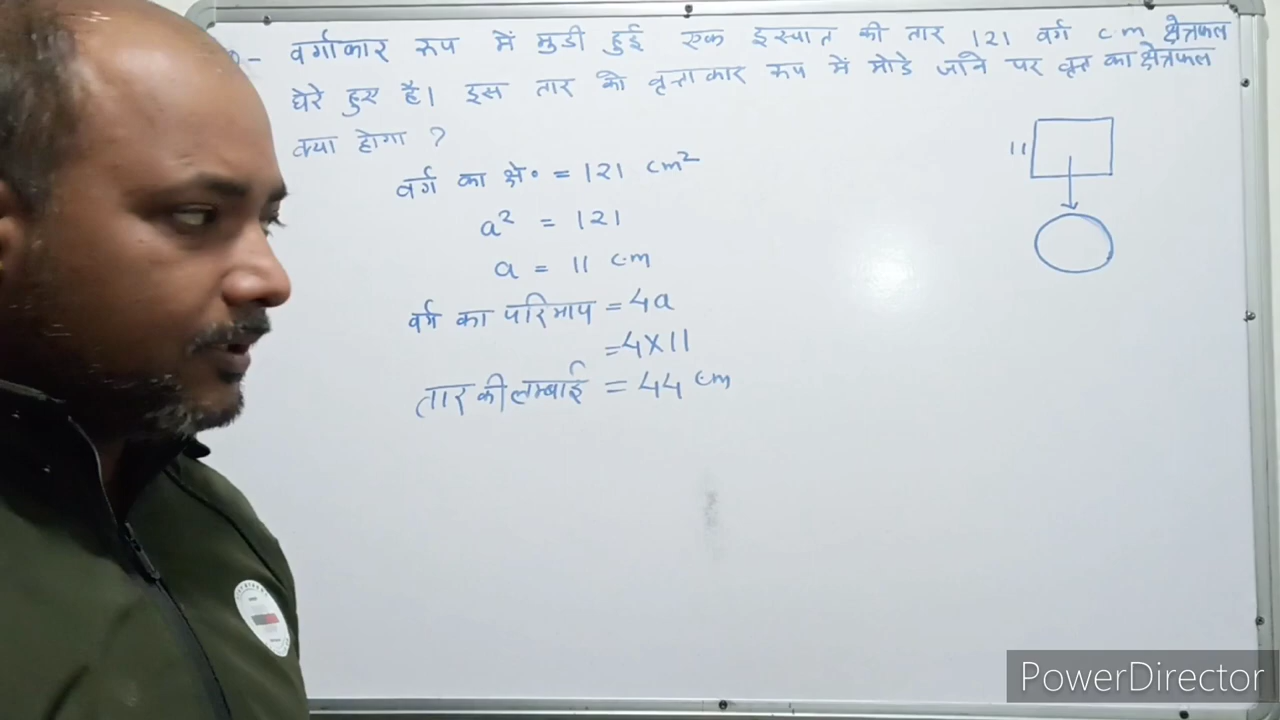 वर्गाकार रूप में मुडी हुई एक इस्पात की तार 121 वर्ग cm क्षेत्रफल
घेरे हुए है। इस तार को वृत्ताकार रूप में मोडे जाने पर वृत्त का क्षेत्रफल
क्या होगा ?
वर्ग का क्षे॰ = 121 cm²
a² = 121
a = 11 cm
वर्ग का परिमाप = 4a
= 4×11
तार की लम्बाई = 44 cm
11
PowerDirector